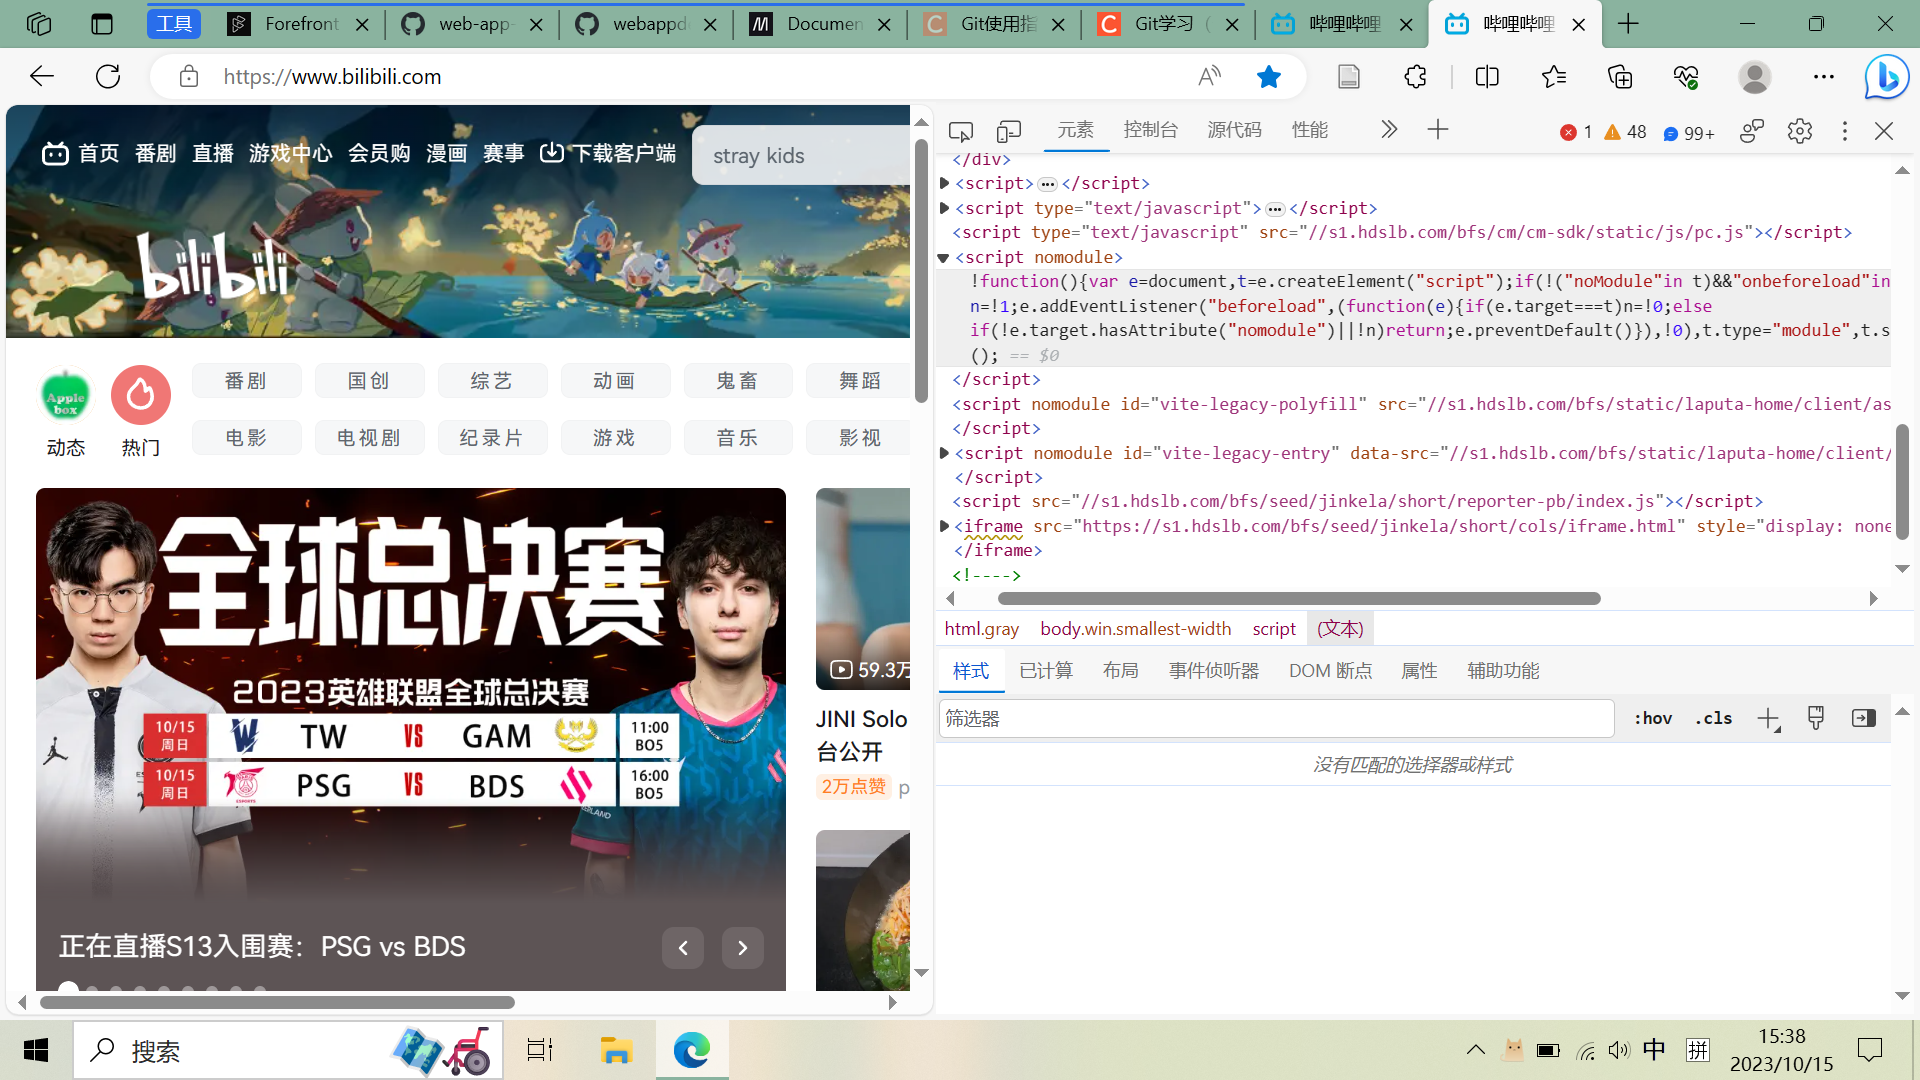 工具
Forefront
web-app-
webappd
Documen
Git使用指
Git学习（
哔哩哔哩
哔哩哔哩
https://www.bilibili.com
首页 番剧 直播 游戏中心 会员购 漫画 赛事 下载客户端
stray kids
bilibili
Apple
box
动态
热门
番剧 国创 综艺 动画 鬼畜 舞蹈
电影 电视剧 纪录片 游戏 音乐 影视
全球总决赛
2023英雄联盟全球总决赛
10/15 周日 TW VS GAM 11:00 BO5
10/15 周日 PSG VS BDS 16:00 BO5
正在直播S13入围赛：PSG vs BDS
59.3万
JINI Solo
台公开
2万点赞 p
元素 控制台 源代码 性能
1 48 99+
</div>
<script>…</script>
<script type="text/javascript">…</script>
<script type="text/javascript" src="//s1.hdslb.com/bfs/cm/cm-sdk/static/js/pc.js"></script>
<script nomodule>
!function(){var e=document,t=e.createElement("script");if(!("noModule"in t)&&"onbeforeload"in
n=!1;e.addEventListener("beforeload",(function(e){if(e.target===t)n=!0;else
if(!e.target.hasAttribute("nomodule")||!n)return;e.preventDefault()}),!0),t.type="module",t.s
(); == $0
</script>
<script nomodule id="vite-legacy-polyfill" src="//s1.hdslb.com/bfs/static/laputa-home/client/as
</script>
<script nomodule id="vite-legacy-entry" data-src="//s1.hdslb.com/bfs/static/laputa-home/client/
</script>
<script src="//s1.hdslb.com/bfs/seed/jinkela/short/reporter-pb/index.js"></script>
<iframe src="https://s1.hdslb.com/bfs/seed/jinkela/short/cols/iframe.html" style="display: none
</iframe>
<!---->
html.gray body.win.smallest-width script (文本)
样式 已计算 布局 事件侦听器 DOM 断点 属性 辅助功能
筛选器
:hov .cls
没有匹配的选择器或样式
搜索
中 拼
15:38
2023/10/15